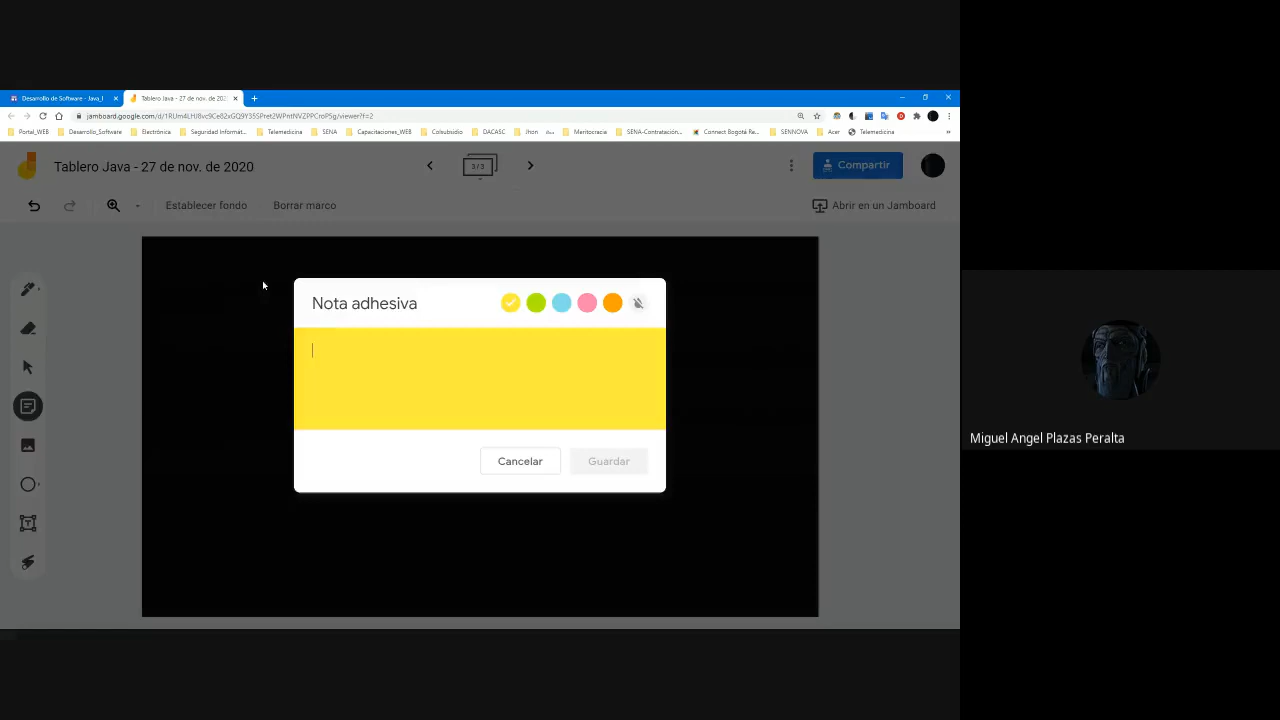 Desarrollo de Software - Java_I
Tablero Java - 27 de nov. de 202
jamboard.google.com/d/1RUm4LHJ8vc9Ce82xGQ9Y35SPret2WPntNVZPPCroP5g/viewer?f=2
Portal_WEB
Desarrollo_Software
Electrónica
Seguridad Informát...
Telemedicina
SENA
Capacitaciones_WEB
Colsubsidio
DACASC
Jhon
Meritocracia
SENA-Contratación...
Connect Bogotá Re...
SENNOVA
Acer
Telemedicina
»
Tablero Java - 27 de nov. de 2020
3 / 3
Compartir
Establecer fondo
Borrar marco
Abrir en un Jamboard
Nota adhesiva
Cancelar
Guardar
Miguel Angel Plazas Peralta